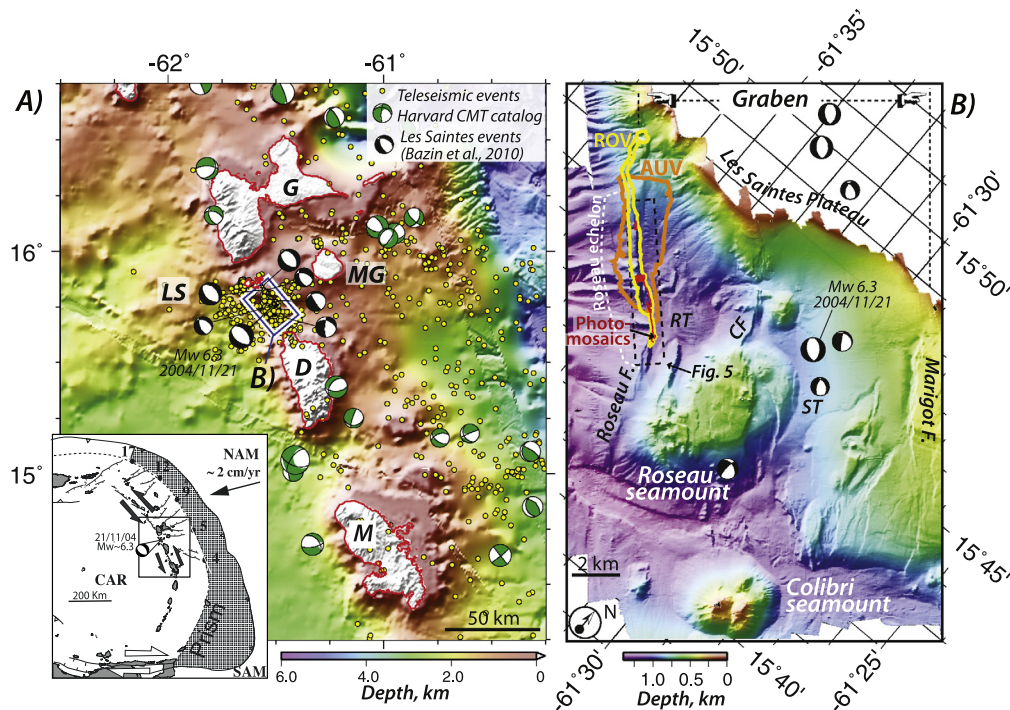 A)
-62°
-61°
Teleseismic events
Harvard CMT catalog
Les Saintes events
(Bazin et al., 2010)
G
16°
MG
LS
Mw 6.3
2004/11/21
B)
D
15°
M
50 km
6.0
4.0
2.0
0
Depth, km
17
NAM
~ 2 cm/yr
21/11/04
Mw~6.3
CAR
200 Km
Prism
SAM
B)
15°50'
-61°35'
Graben
ROV
AUV
Les Saintes Plateau
-61°30'
15°50'
Roseau echelon
Mw 6.3
2004/11/21
Photo-
mosaics
RT
CF
Fig. 5
Roseau F.
ST
Marigot F.
Roseau
seamount
15°45'
2 km
Colibri
seamount
N
-61°30'
1.0
0.5
0
Depth, km
15°40'
-61°25'